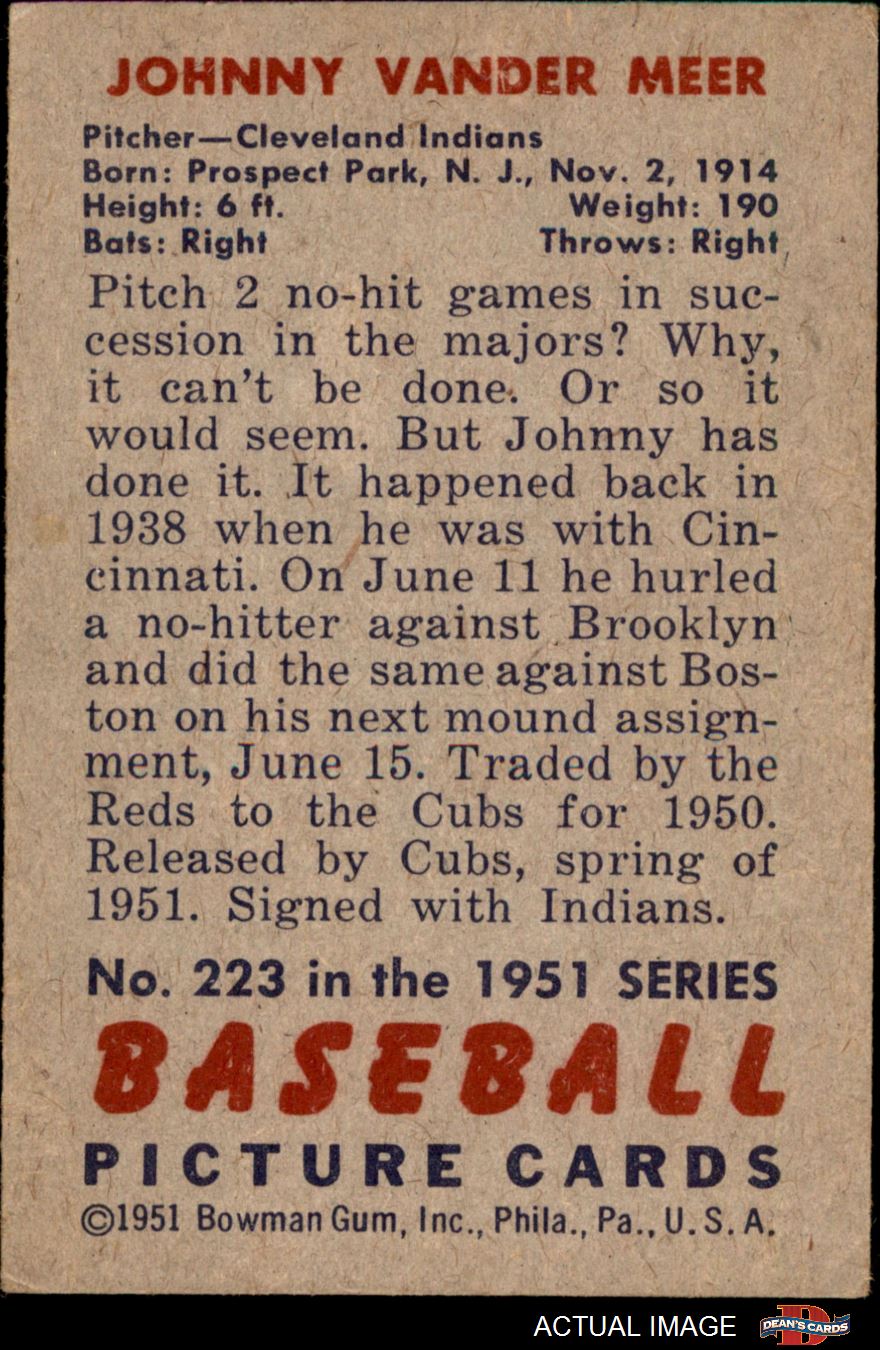 JOHNNY VANDER MEER
Pitcher—Cleveland Indians
Born: Prospect Park, N. J., Nov. 2, 1914
Height: 6 ft. Weight: 190
Bats: Right Throws: Right
Pitch 2 no-hit games in suc-
cession in the majors? Why,
it can't be done. Or so it
would seem. But Johnny has
done it. It happened back in
1938 when he was with Cin-
cinnati. On June 11 he hurled
a no-hitter against Brooklyn
and did the same against Bos-
ton on his next mound assign-
ment, June 15. Traded by the
Reds to the Cubs for 1950.
Released by Cubs, spring of
1951. Signed with Indians.
No. 223 in the 1951 SERIES
BASEBALL
PICTURE CARDS
©1951 Bowman Gum, Inc., Phila., Pa., U. S. A.
ACTUAL IMAGE
D
DEAN'S CARDS